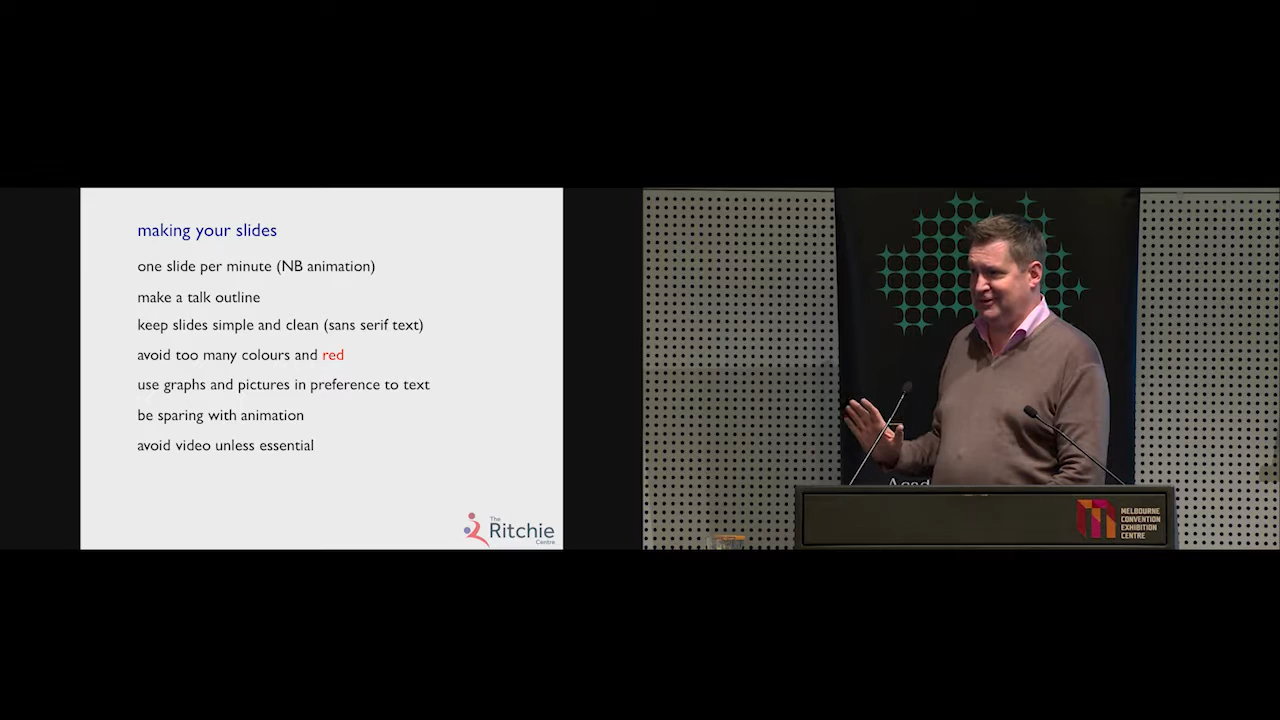 making your slides
one slide per minute (NB animation)
make a talk outline
keep slides simple and clean (sans serif text)
avoid too many colours and red
use graphs and pictures in preference to text
be sparing with animation
avoid video unless essential
The
Ritchie
Centre
Acad
MELBOURNE
CONVENTION
EXHIBITION
CENTRE